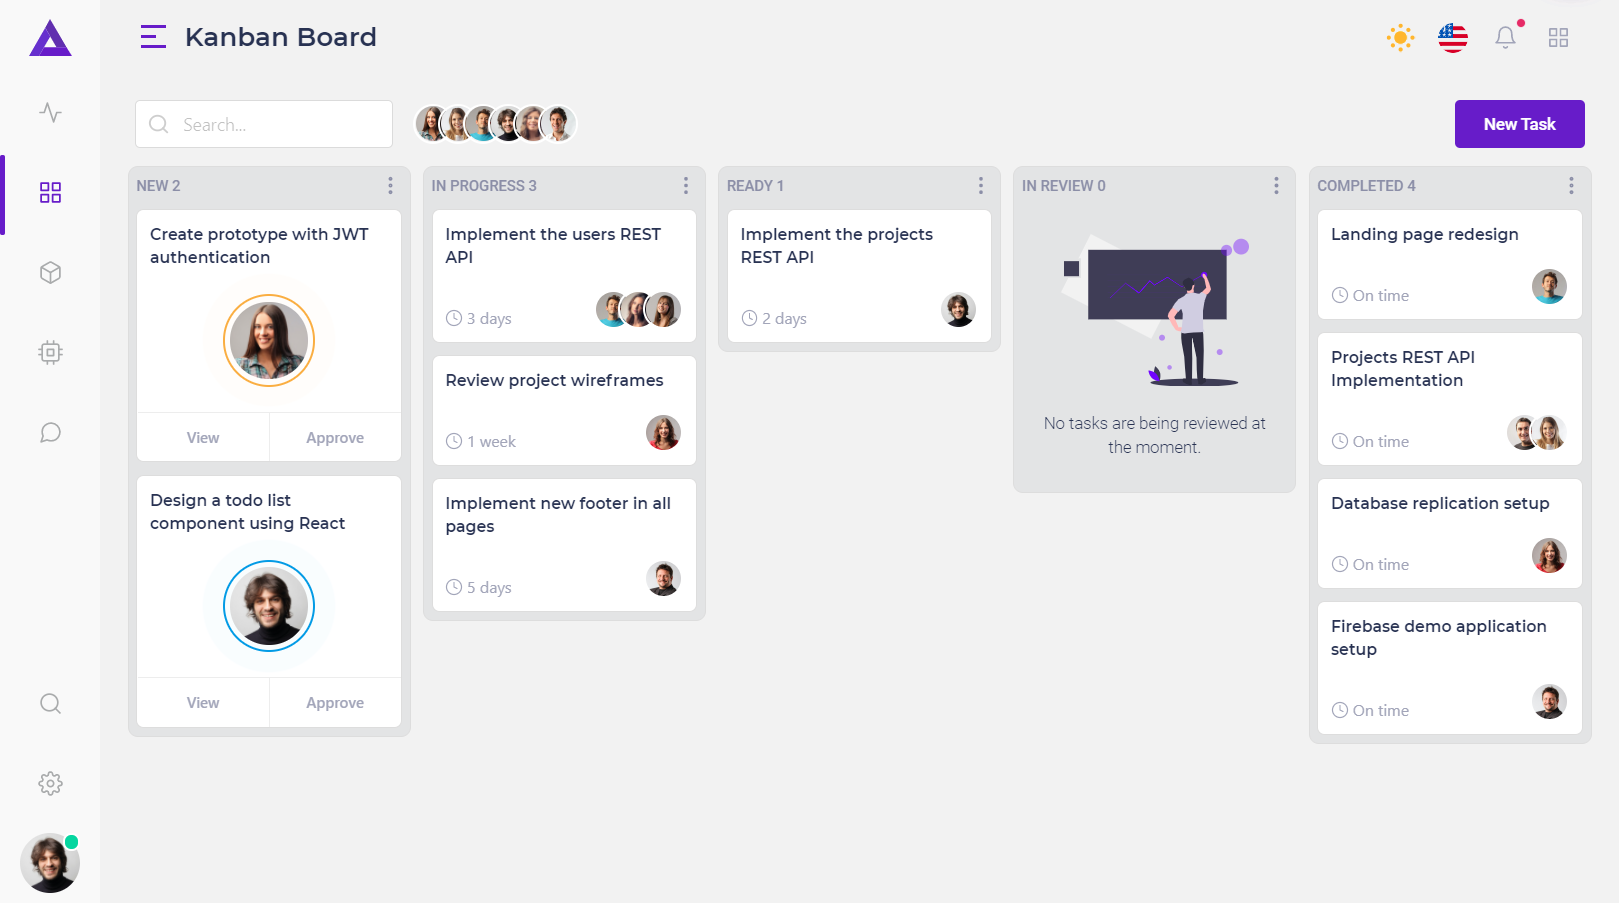 Kanban Board
Search...
New Task
NEW 2
Create prototype with JWT
authentication
View
Approve
Design a todo list
component using React
View
Approve
IN PROGRESS 3
Implement the users REST
API
3 days
Review project wireframes
1 week
Implement new footer in all
pages
5 days
READY 1
Implement the projects
REST API
2 days
IN REVIEW 0
No tasks are being reviewed at
the moment.
COMPLETED 4
Landing page redesign
On time
Projects REST API
Implementation
On time
Database replication setup
On time
Firebase demo application
setup
On time